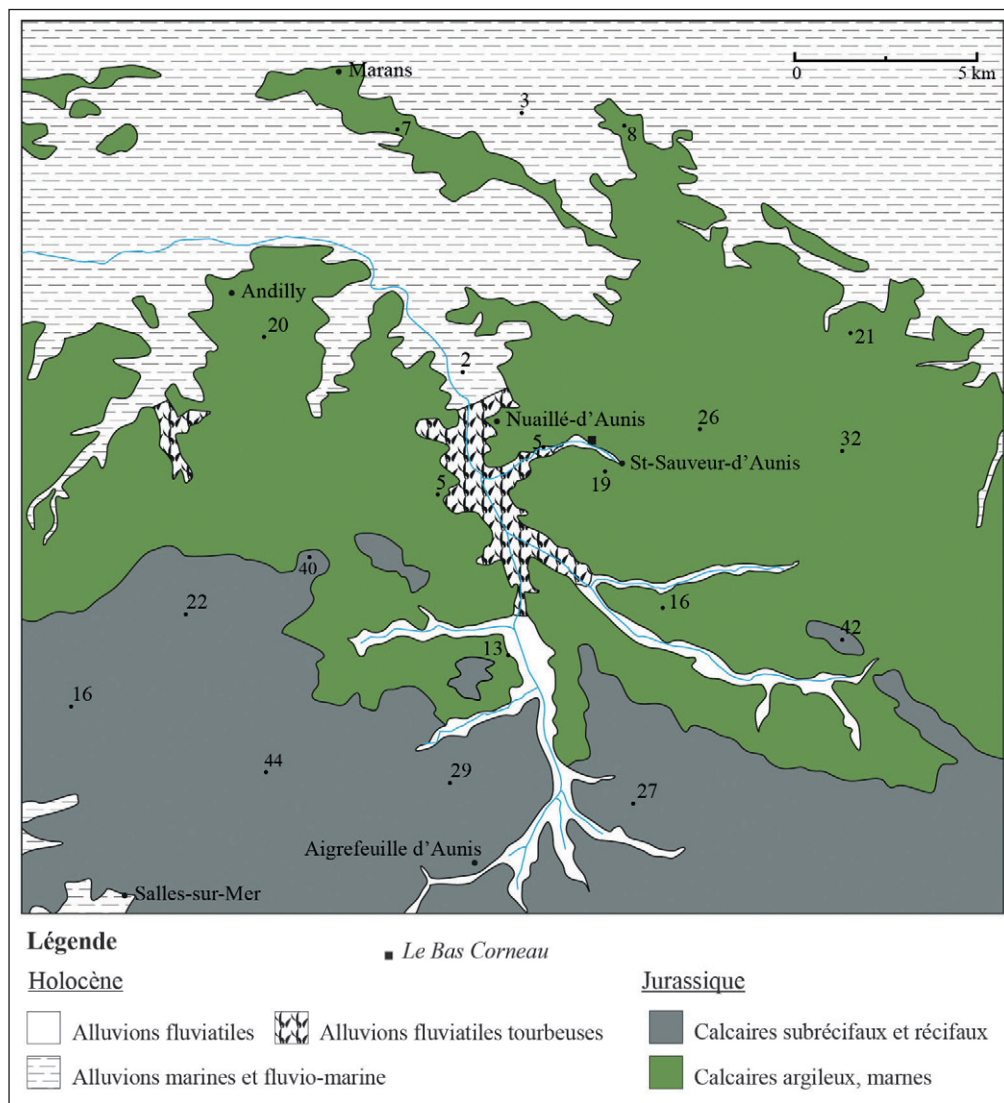 Marans
0 5 km
3
7
8
Andilly
20
21
2
Nuaillé-d'Aunis
26
5
32
St-Sauveur-d'Aunis
19
5
40
22
16
42
13
16
44
29
27
Aigrefeuille d'Aunis
Salles-sur-Mer
Légende
Le Bas Corneau
Holocène
Jurassique
Alluvions fluviatiles
Alluvions fluviatiles tourbeuses
Calcaires subrécifaux et récifaux
Alluvions marines et fluvio-marine
Calcaires argileux, marnes